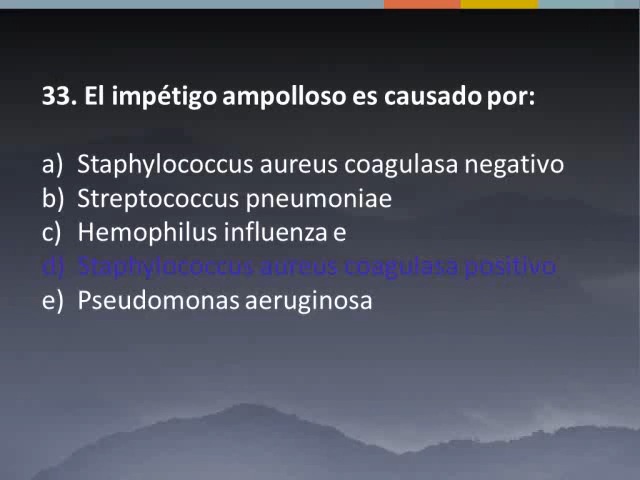 33. El impétigo ampolloso es causado por:
a) Staphylococcus aureus coagulasa negativo
b) Streptococcus pneumoniae
c) Hemophilus influenza e
d) Staphylococcus aureus coagulasa positivo
e) Pseudomonas aeruginosa